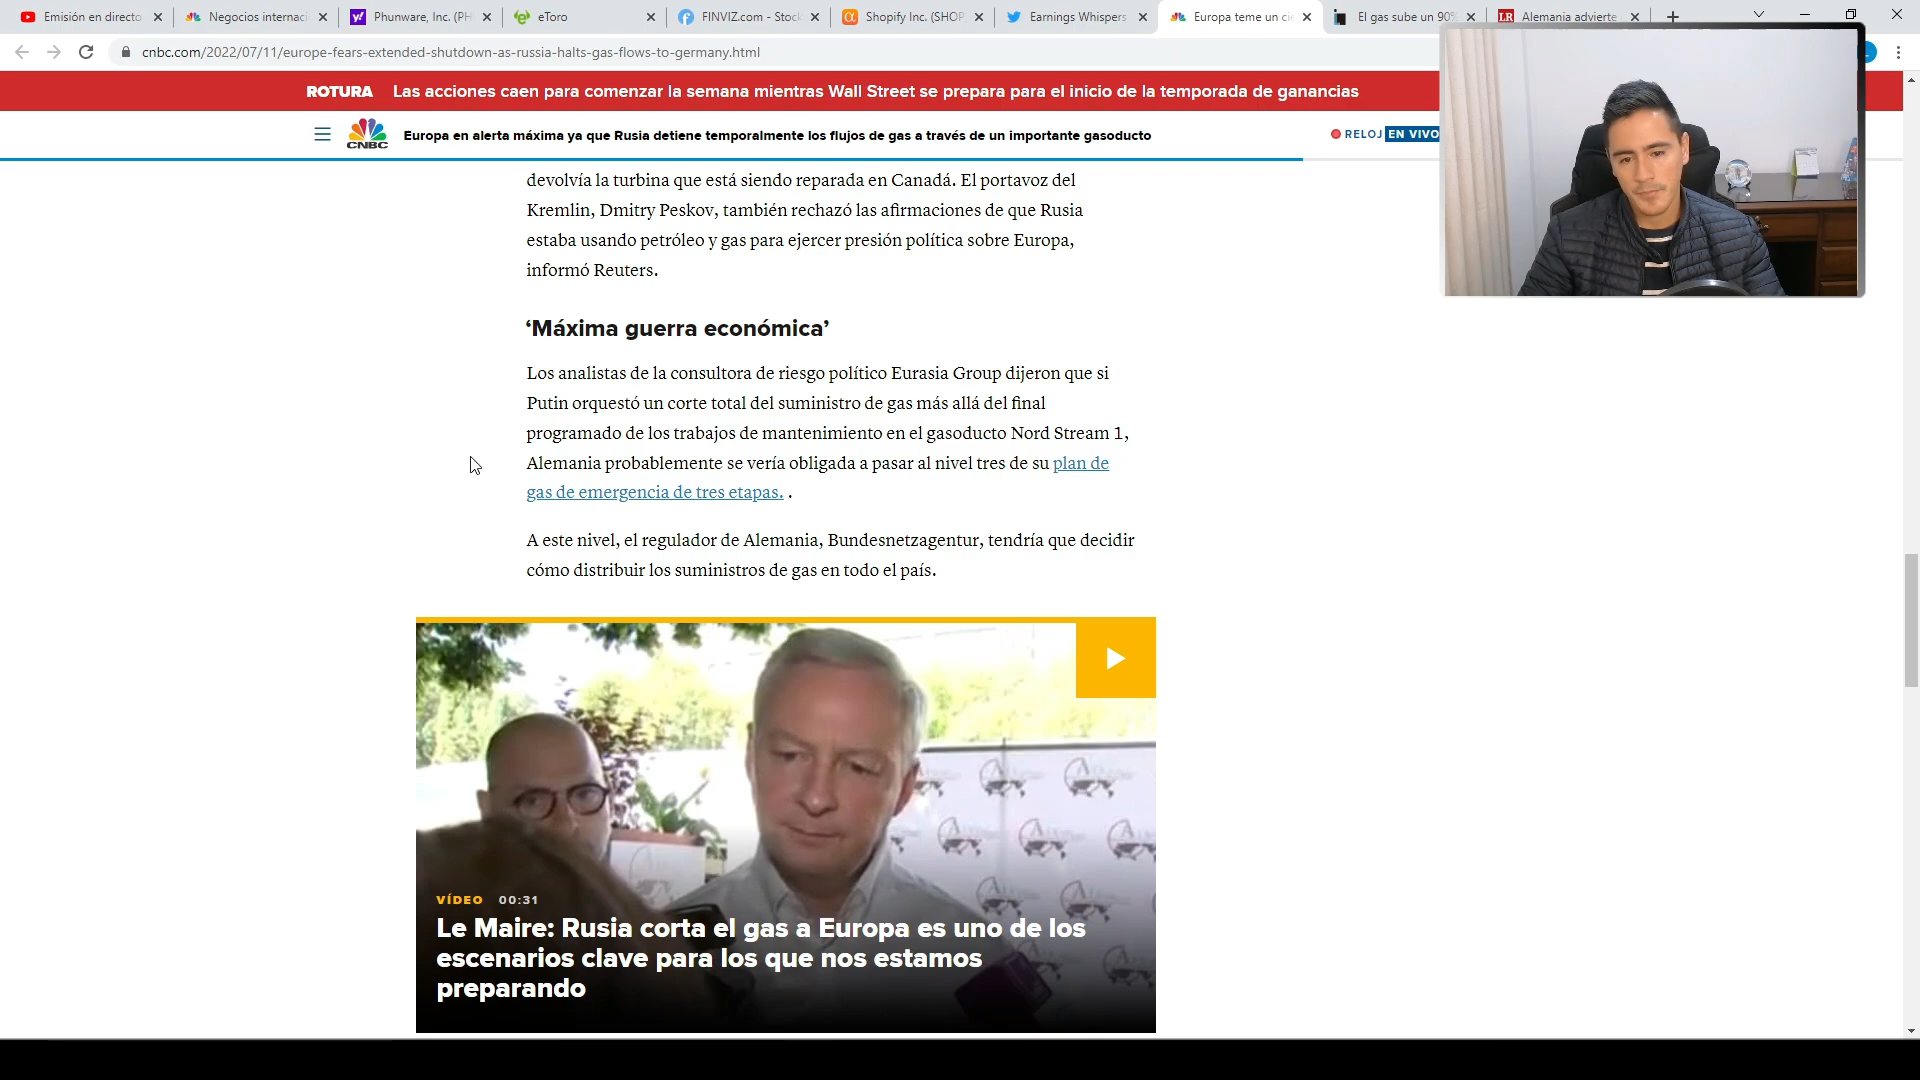 Emisión en directo
Negocios internaci
Phunware, Inc. (PH
eToro
FINVIZ.com - Stock
Shopify Inc. (SHOP
Earnings Whispers
Europa teme un cie
El gas sube un 90%
LR Alemania advierte
cnbc.com/2022/07/11/europe-fears-extended-shutdown-as-russia-halts-gas-flows-to-germany.html
ROTURA Las acciones caen para comenzar la semana mientras Wall Street se prepara para el inicio de la temporada de ganancias
CNBC Europa en alerta máxima ya que Rusia detiene temporalmente los flujos de gas a través de un importante gasoducto RELOJ EN VIVO
devolvía la turbina que está siendo reparada en Canadá. El portavoz del
Kremlin, Dmitry Peskov, también rechazó las afirmaciones de que Rusia
estaba usando petróleo y gas para ejercer presión política sobre Europa,
informó Reuters.
‘Máxima guerra económica’
Los analistas de la consultora de riesgo político Eurasia Group dijeron que si
Putin orquestó un corte total del suministro de gas más allá del final
programado de los trabajos de mantenimiento en el gasoducto Nord Stream 1,
Alemania probablemente se vería obligada a pasar al nivel tres de su plan de
gas de emergencia de tres etapas. .
A este nivel, el regulador de Alemania, Bundesnetzagentur, tendría que decidir
cómo distribuir los suministros de gas en todo el país.
VÍDEO 00:31
Le Maire: Rusia corta el gas a Europa es uno de los
escenarios clave para los que nos estamos
preparando